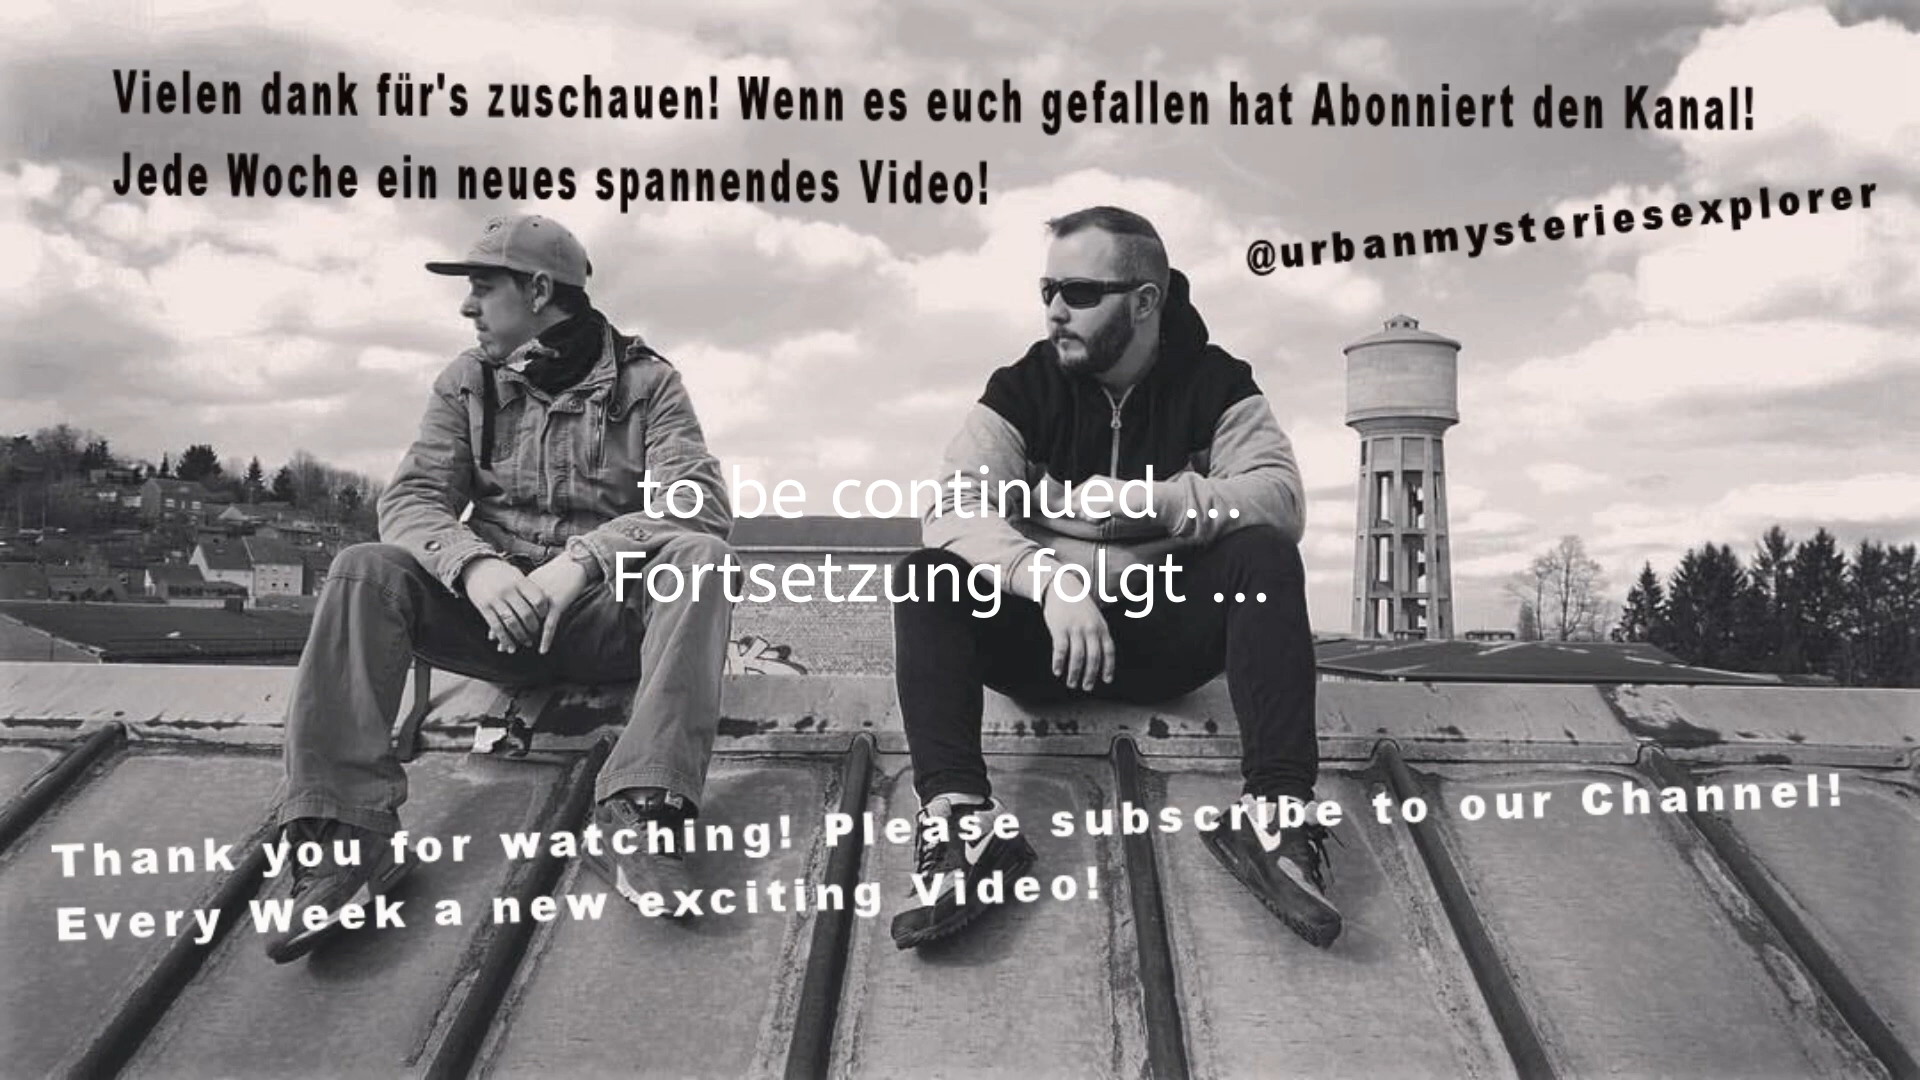 Vielen dank für's zuschauen! Wenn es euch gefallen hat Abonniert den Kanal!
Jede Woche ein neues spannendes Video!
@urbanmysteriesexplorer
to be continued ...
Fortsetzung folgt ...
Thank you for watching! Please subscribe to our Channel!
Every Week a new exciting Video!